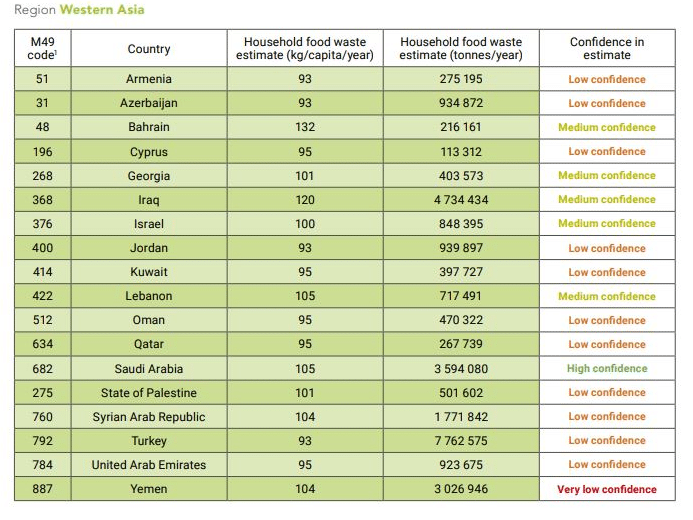 Region Western Asia
M49 code¹ Country Household food waste estimate (kg/capita/year) Household food waste estimate (tonnes/year) Confidence in estimate
51 Armenia 93 275 195 Low confidence
31 Azerbaijan 93 934 872 Low confidence
48 Bahrain 132 216 161 Medium confidence
196 Cyprus 95 113 312 Low confidence
268 Georgia 101 403 573 Medium confidence
368 Iraq 120 4 734 434 Medium confidence
376 Israel 100 848 395 Medium confidence
400 Jordan 93 939 897 Low confidence
414 Kuwait 95 397 727 Low confidence
422 Lebanon 105 717 491 Medium confidence
512 Oman 95 470 322 Low confidence
634 Qatar 95 267 739 Low confidence
682 Saudi Arabia 105 3 594 080 High confidence
275 State of Palestine 101 501 602 Low confidence
760 Syrian Arab Republic 104 1 771 842 Low confidence
792 Turkey 93 7 762 575 Low confidence
784 United Arab Emirates 95 923 675 Low confidence
887 Yemen 104 3 026 946 Very low confidence